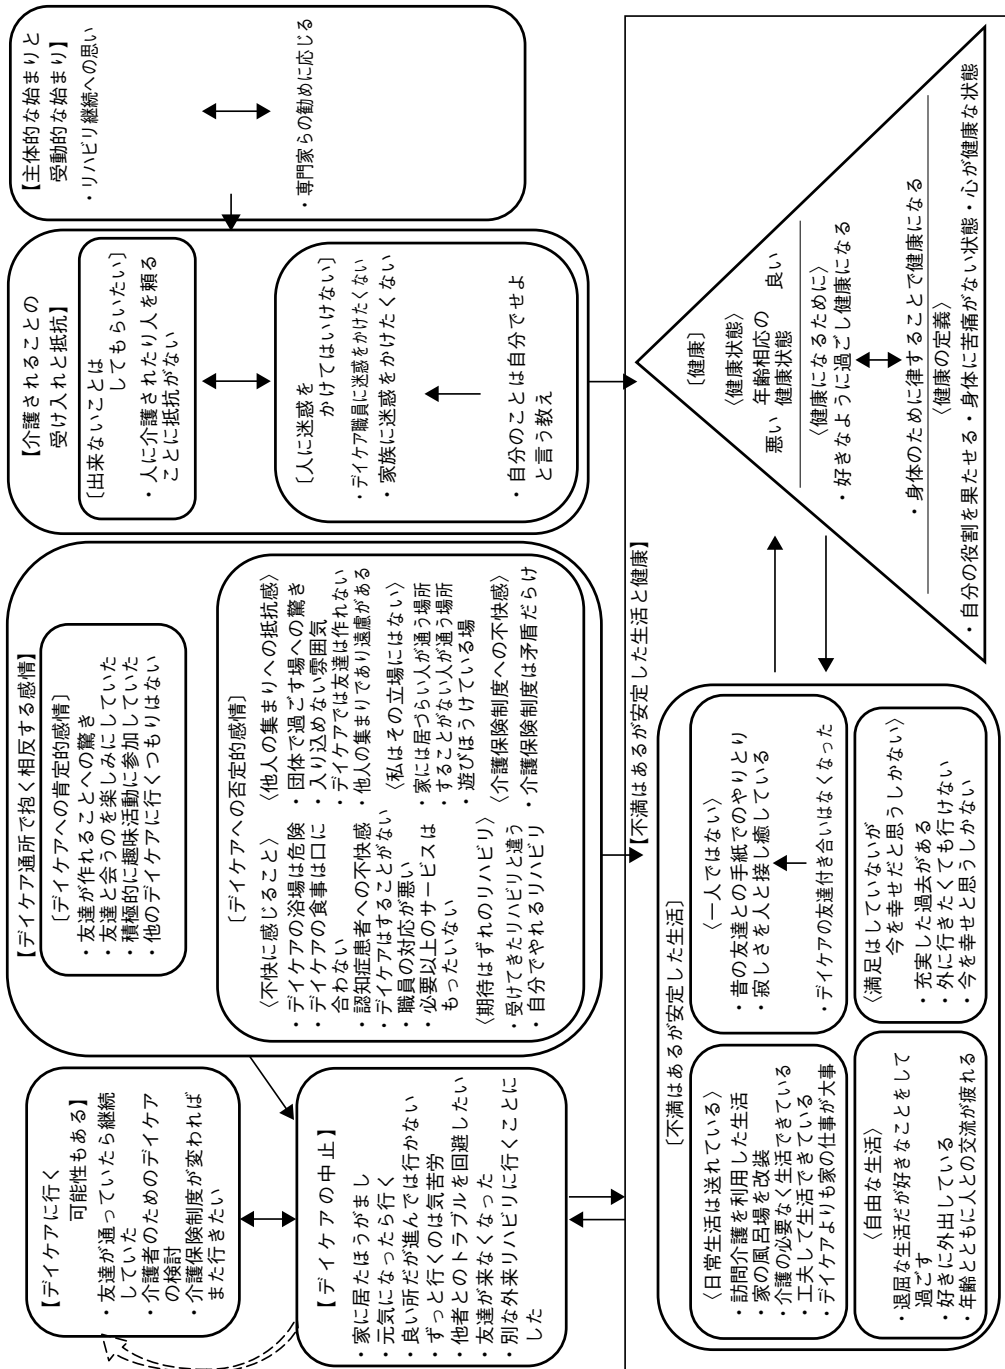 【主体的な始まりと
受動的な始まり】
・リハビリ継続への思い
・専門家らの勧めに応じる
【介護されることの
受け入れと抵抗】
〔出来ないことは
してもらいたい〕
・人に介護されたり人を頼る
ことに抵抗がない
〔人に迷惑を
かけてはいけない〕
・デイケア職員に迷惑をかけたくない
・家族に迷惑をかけたくない
・自分のことは自分でせよ
と言う教え
【デイケア通所で抱く相反する感情】
〔デイケアへの肯定的感情〕
・友達が作れることへの驚き
・友達と会うのを楽しみにしていた
・積極的に趣味活動に参加していた
・他のデイケアに行くつもりはない
〔デイケアへの否定的感情〕
〈不快に感じること〉
・デイケアの浴場は危険
・デイケアの食事は口に
合わない
・認知症患者への不快感
・デイケアはすることがない
・職員の対応が悪い
・必要以上のサービスは
もったいない
〈期待はずれのリハビリ〉
・受けてきたリハビリと違う
・自分でやれるリハビリ
〈他人の集まりへの抵抗感〉
・団体で過ごす場への驚き
・入り込めない雰囲気
・デイケアでは友達は作れない
・他人の集まりであり遠慮がある
〈私はその立場にはない〉
・家には居づらい人が通う場所
・することがない人が通う場所
・遊びほうけている場
〈介護保険制度への不快感〉
・介護保険制度は矛盾だらけ
【デイケアに行く
可能性もある】
・友達が通っていたら継続
していた
・介護者のためのデイケア
の検討
・介護保険制度が変われば
また行きたい
【デイケアの中止】
・家に居たほうがまし
・元気になったら行く
・良い所だが進んでは行かない
・ずっと行くのは気苦労
・他者とのトラブルを回避したい
・友達が来なくなった
・別な外来リハビリに行くことに
した
【不満はあるが安定した生活と健康】
〔健康〕
〈健康状態〉
年齢相応の
悪い 健康状態 良い
〈健康になるために〉
・好きなように過ごし健康になる
・身体のために律することで健康になる
〈健康の定義〉
・自分の役割を果たせる・身体に苦痛がない状態・心が健康な状態
〔不満はあるが安定した生活〕
〈日常生活は送れている〉
・訪問介護を利用した生活
・家の風呂場を改装
・介護の必要なく生活できている
・工夫して生活できている
・デイケアよりも家の仕事が大事
〈一人ではない〉
・昔の友達との手紙でのやりとり
・寂しさを人と接し癒している
・デイケアの友達付き合いはなくなった
〈自由な生活〉
・退屈な生活だが好きなことをして
過ごす
・好きに外出している
・年齢とともに人との交流が疲れる
〈満足はしていないが
今を幸せだと思うしかない〉
・充実した過去がある
・外に行きたくても行けない
・今を幸せと思うしかない